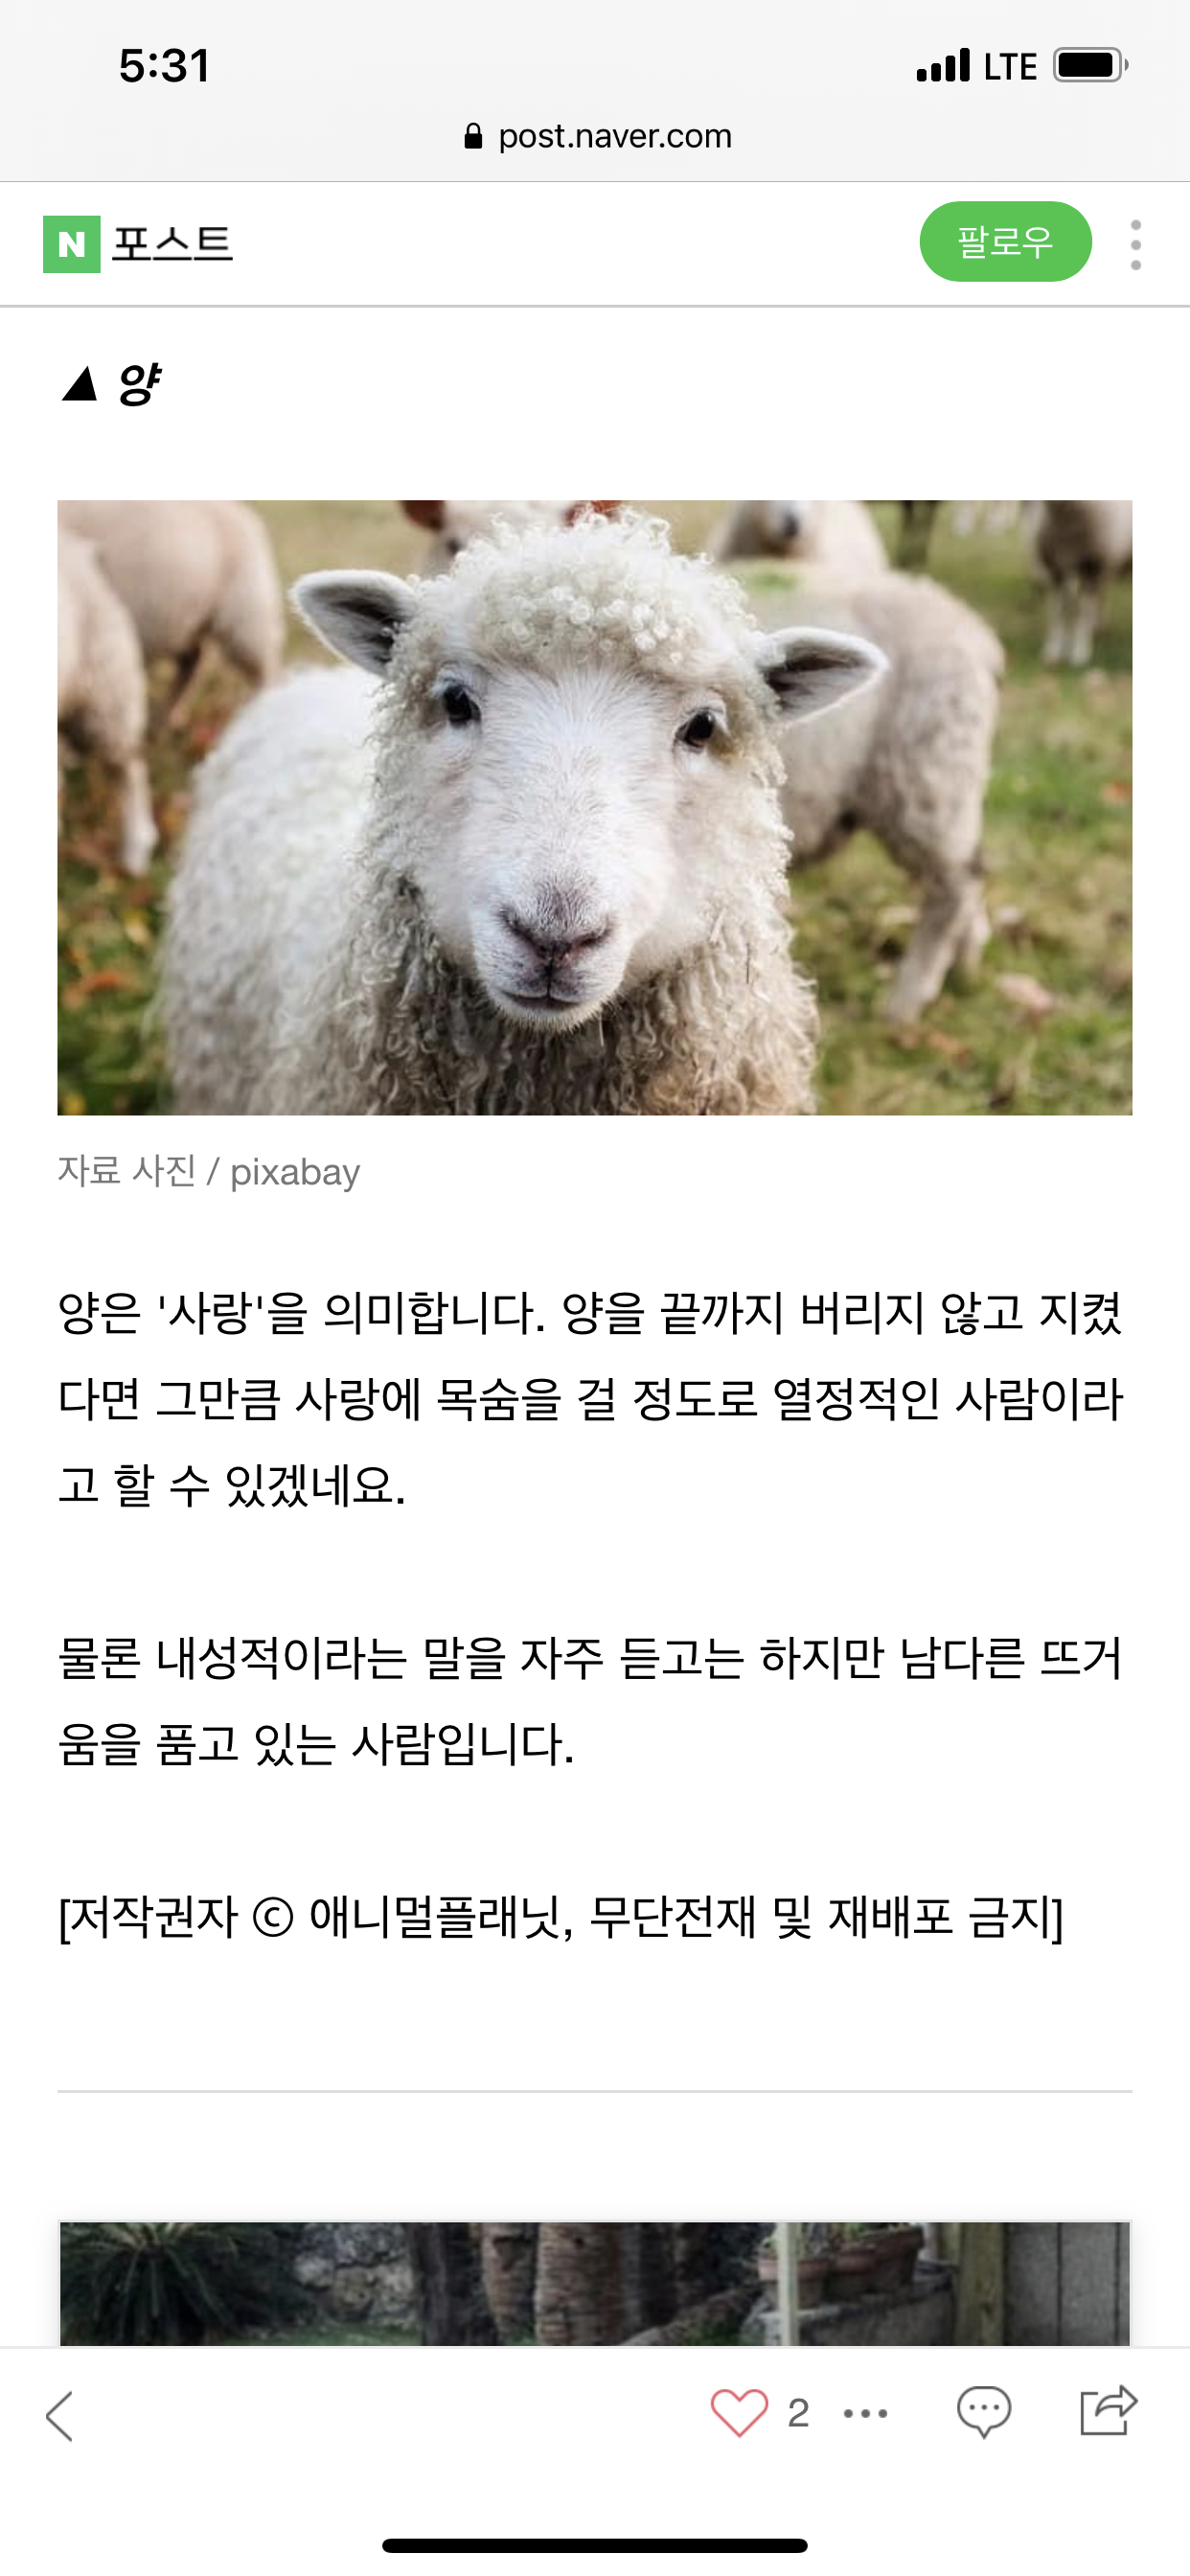 5:31
LTE
post.naver.com
N 포스트
팔로우
▲ 양
자료 사진 / pixabay
양은 '사랑'을 의미합니다. 양을 끝까지 버리지 않고 지켰
다면 그만큼 사랑에 목숨을 걸 정도로 열정적인 사람이라
고 할 수 있겠네요.
물론 내성적이라는 말을 자주 듣고는 하지만 남다른 뜨거
움을 품고 있는 사람입니다.
[저작권자 ⓒ 애니멀플래닛, 무단전재 및 재배포 금지]
2